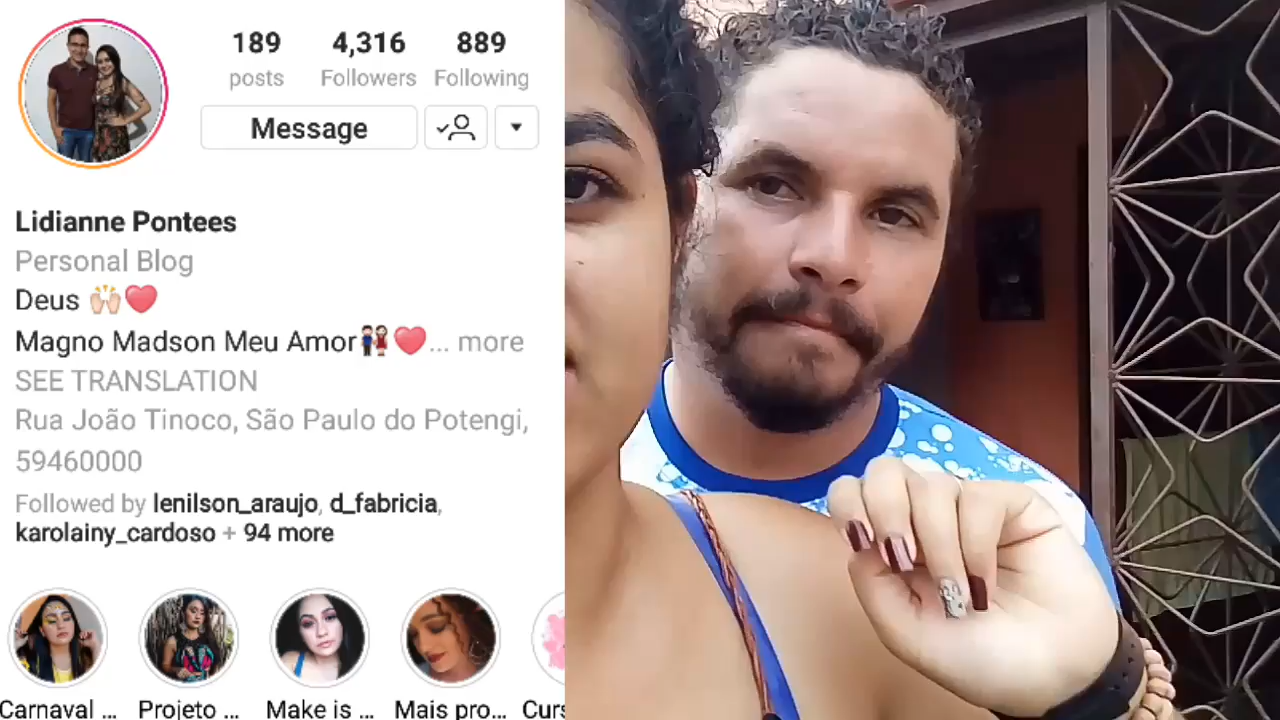 189 4,316 889
posts Followers Following
Message
Lidianne Pontees
Personal Blog
Deus 🙌🏻❤️
Magno Madson Meu Amor👫❤️... more
SEE TRANSLATION
Rua João Tinoco, São Paulo do Potengi,
59460000
Followed by lenilson_araujo, d_fabricia,
karolainy_cardoso + 94 more
Carnaval ... Projeto ... Make is ... Mais pro...